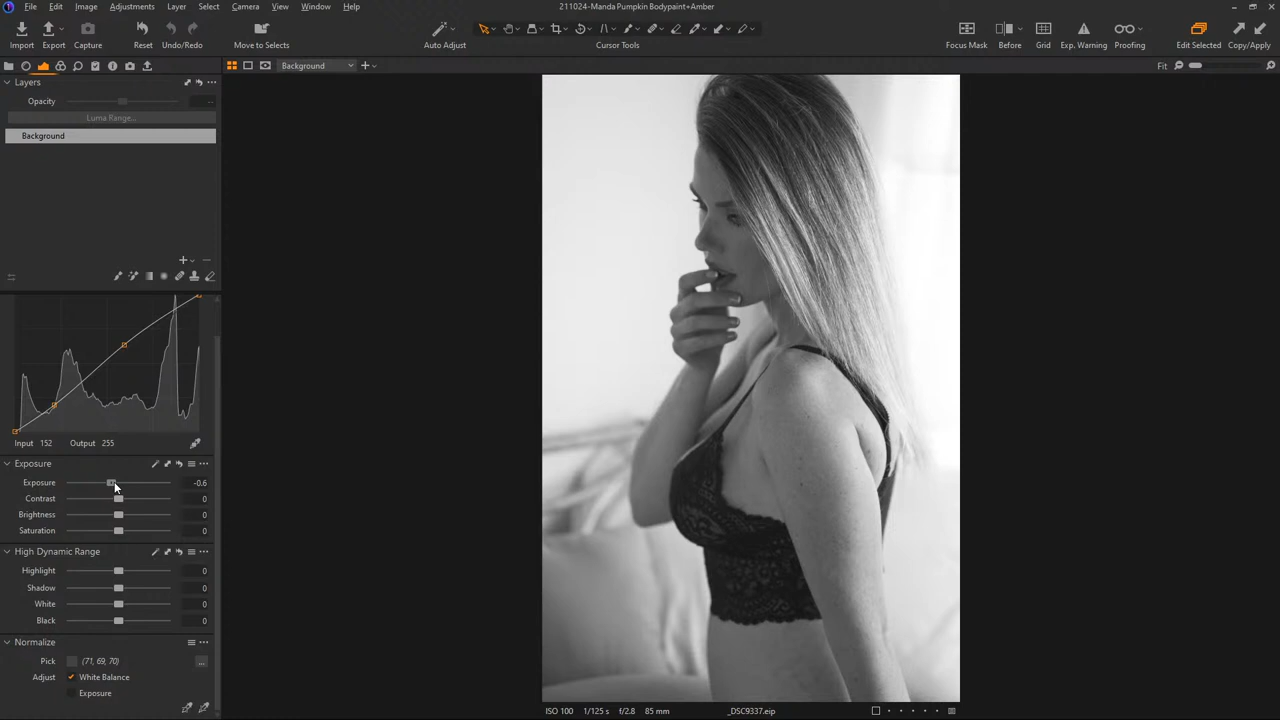 File Edit Image Adjustments Layer Select Camera View Window Help 211024-Manda Pumpkin Bodypaint+Amber
Import Export Capture Reset Undo/Redo Move to Selects Auto Adjust Cursor Tools Focus Mask Before Grid Exp. Warning Proofing Edit Selected Copy/Apply
Background Fit
Layers
Opacity --
Luma Range...
Background
Input 152 Output 255
Exposure
Exposure -0.6
Contrast 0
Brightness 0
Saturation 0
High Dynamic Range
Highlight 0
Shadow 0
White 0
Black 0
Normalize
Pick (71, 69, 70) ...
Adjust White Balance
Exposure
ISO 100 1/125 s f/2.8 85 mm _DSC9337.eip